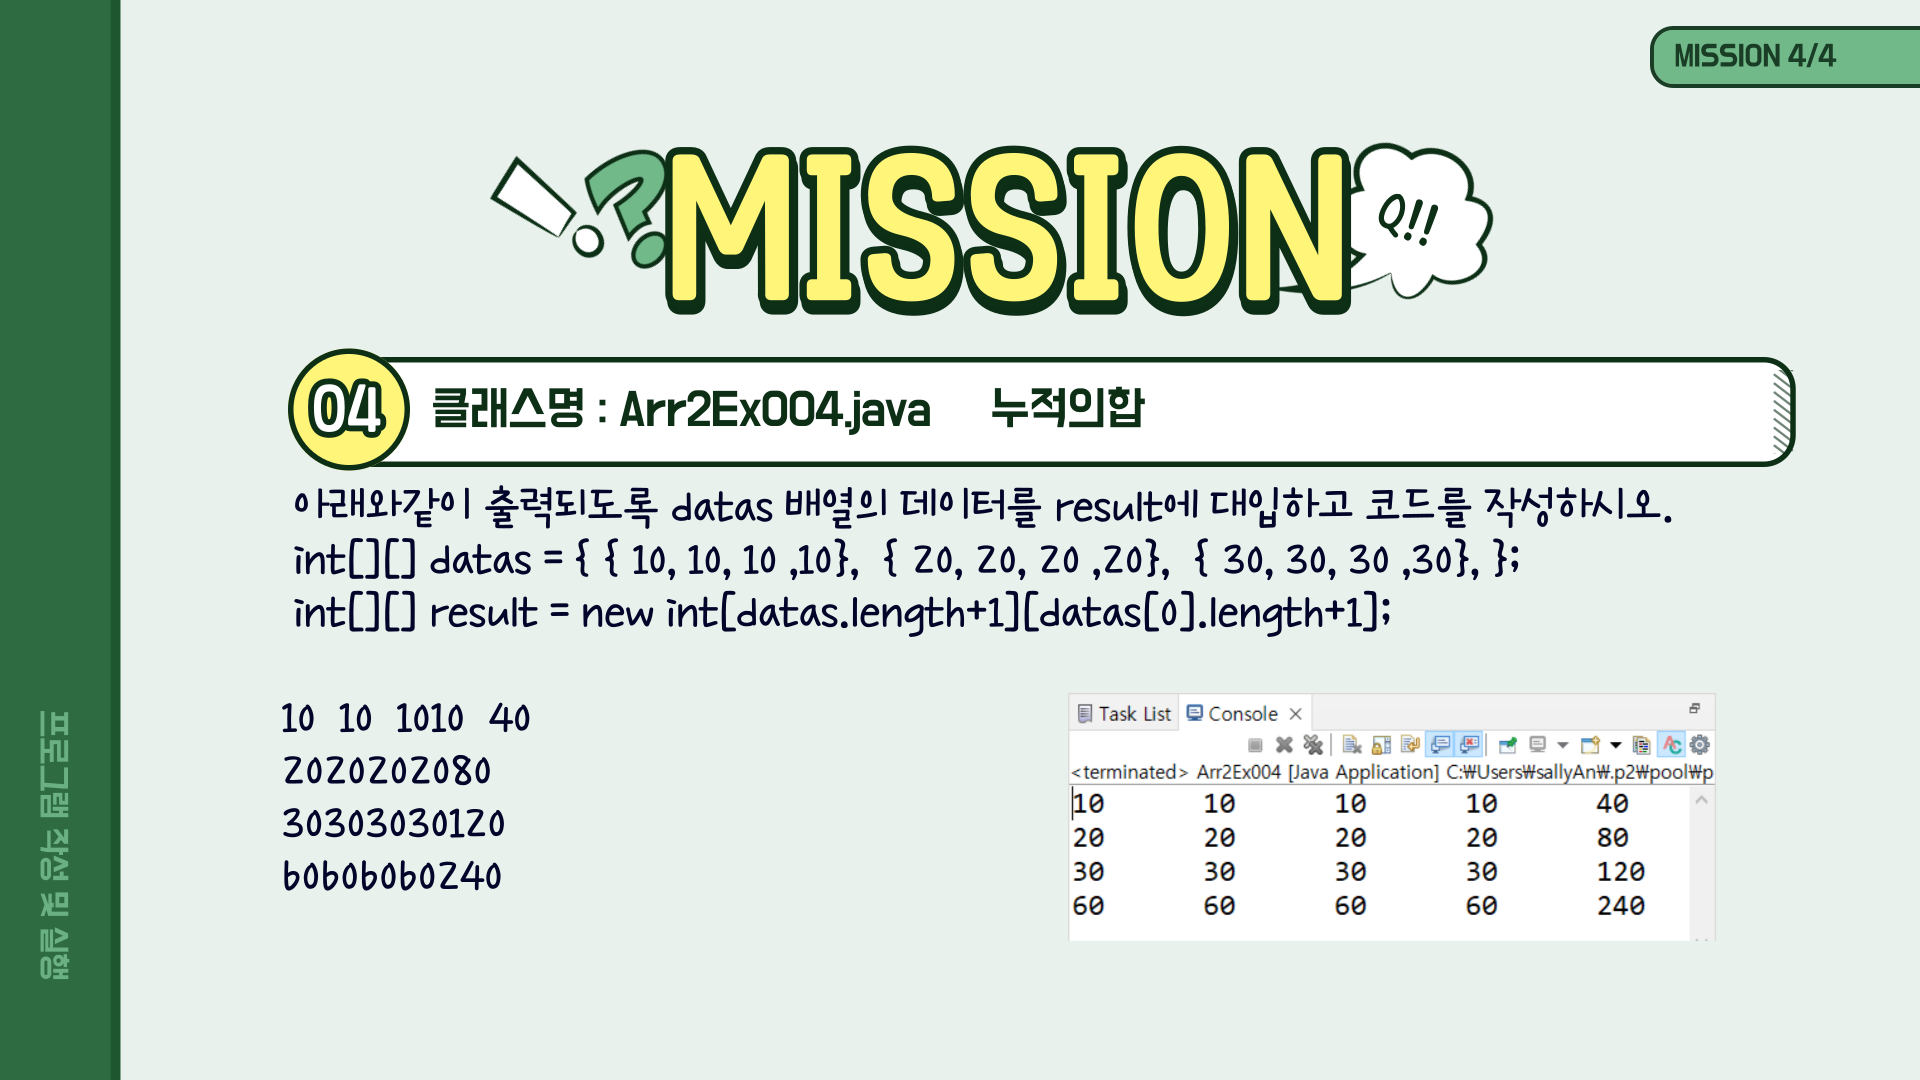 MISSION 4/4
MISSION
Q!!
04
클래스명 : Arr2Ex004.java 누적의합
아래와같이 출력되도록 datas 배열의 데이터를 result에 대입하고 코드를 작성하시오.
int[][] datas = { { 10, 10, 10 ,10}, { 20, 20, 20 ,20}, { 30, 30, 30 ,30}, };
int[][] result = new int[datas.length+1][datas[0].length+1];
10 10 1010 40
2020202080
30303030120
60606060240
Task List Console
<terminated> Arr2Ex004 [Java Application] C:₩Users₩sallyAn₩.p2₩pool₩p
10 10 10 10 40
20 20 20 20 80
30 30 30 30 120
60 60 60 60 240
프로그램 작성 및 실행